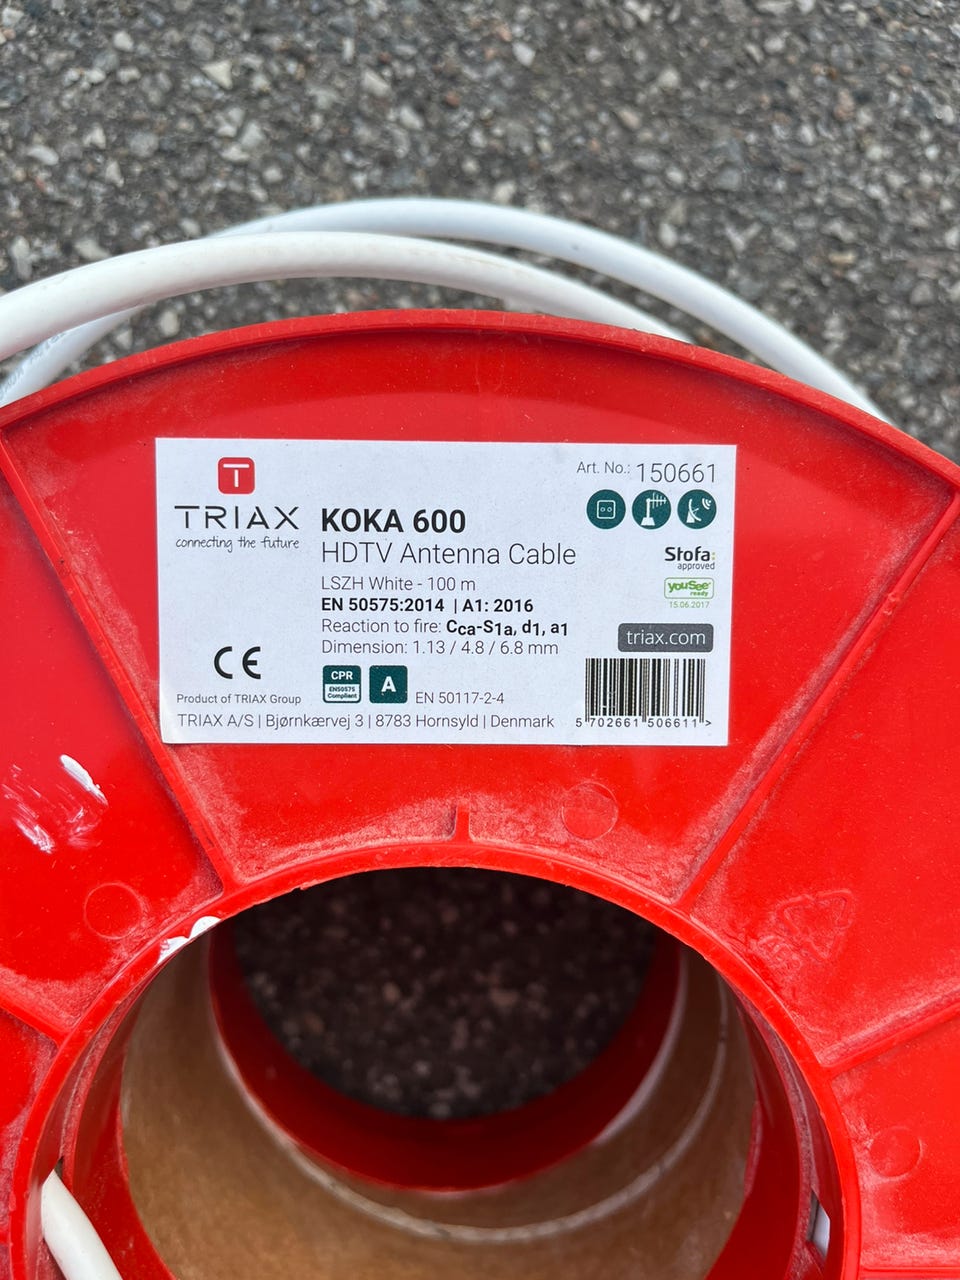 T
TRIAX
connecting the future
Art. No.: 150661
KOKA 600
HDTV Antenna Cable
LSZH White - 100 m
EN 50575:2014 | A1: 2016
Reaction to fire: Cca-S1a, d1, a1
Dimension: 1.13 / 4.8 / 6.8 mm
Stofa:
approved
youSee
ready
15.06.2017
triax.com
CE
CPR
EN50575
Compliant
A
EN 50117-2-4
Product of TRIAX Group
TRIAX A/S | Bjørnkærvej 3 | 8783 Hornsyld | Denmark
5 702661 506611 >